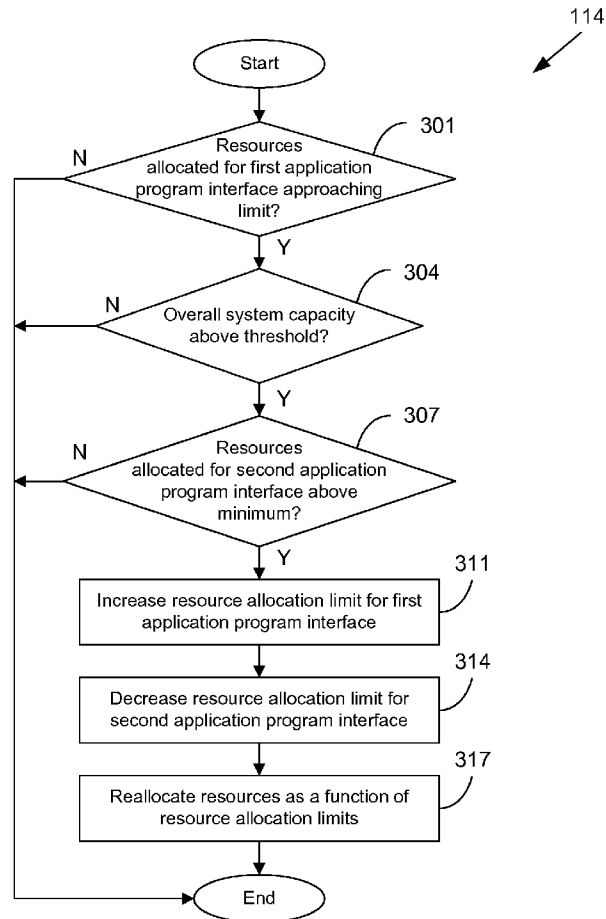 114
Start
301
Resources
allocated for first application
program interface approaching
limit?
N
Y
304
Overall system capacity
above threshold?
N
Y
307
Resources
allocated for second application
program interface above
minimum?
N
Y
311
Increase resource allocation limit for first
application program interface
314
Decrease resource allocation limit for
second application program interface
317
Reallocate resources as a function of
resource allocation limits
End